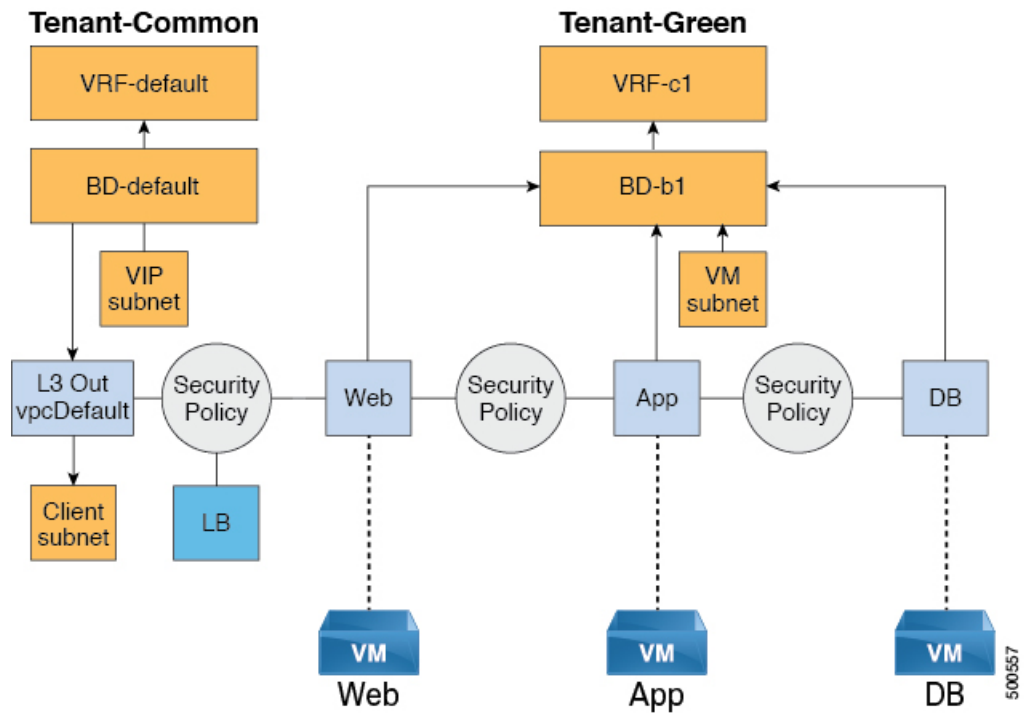 Tenant-Common
Tenant-Green
VRF-default
VRF-c1
BD-default
BD-b1
VIP
subnet
VM
subnet
L3 Out
vpcDefault
Security
Policy
Web
Security
Policy
App
Security
Policy
DB
Client
subnet
LB
VM
VM
VM
Web
App
DB
500557